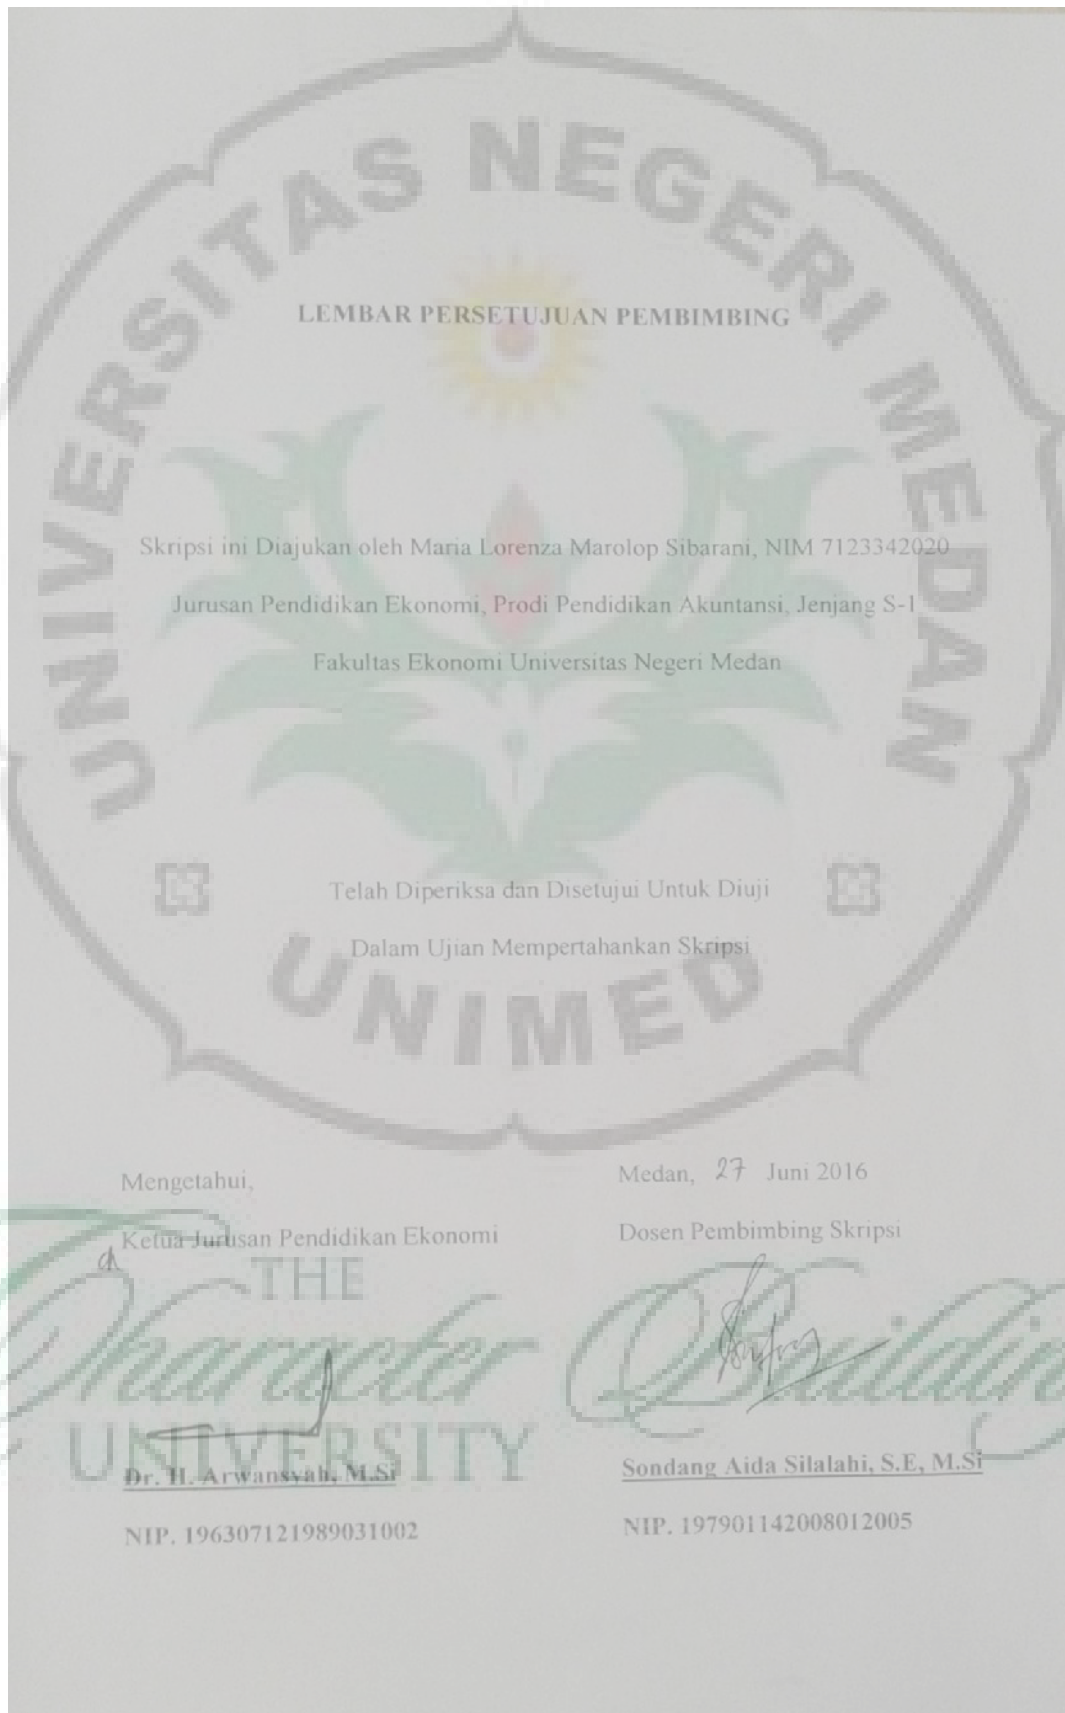 UNIVERSITAS NEGERI MEDAN
LEMBAR PERSETUJUAN PEMBIMBING
Skripsi ini Diajukan oleh Maria Lorenza Marolop Sibarani, NIM 7123342020
Jurusan Pendidikan Ekonomi, Prodi Pendidikan Akuntansi, Jenjang S-1
Fakultas Ekonomi Universitas Negeri Medan
Telah Diperiksa dan Disetujui Untuk Diuji
Dalam Ujian Mempertahankan Skripsi
UNIMED
Mengetahui,
Medan, 27 Juni 2016
Ketua Jurusan Pendidikan Ekonomi
Dosen Pembimbing Skripsi
THE
Character Buildin
UNIVERSITY
Dr. H. Arwansyah, M.Si
Sondang Aida Silalahi, S.E, M.Si
NIP. 196307121989031002
NIP. 197901142008012005